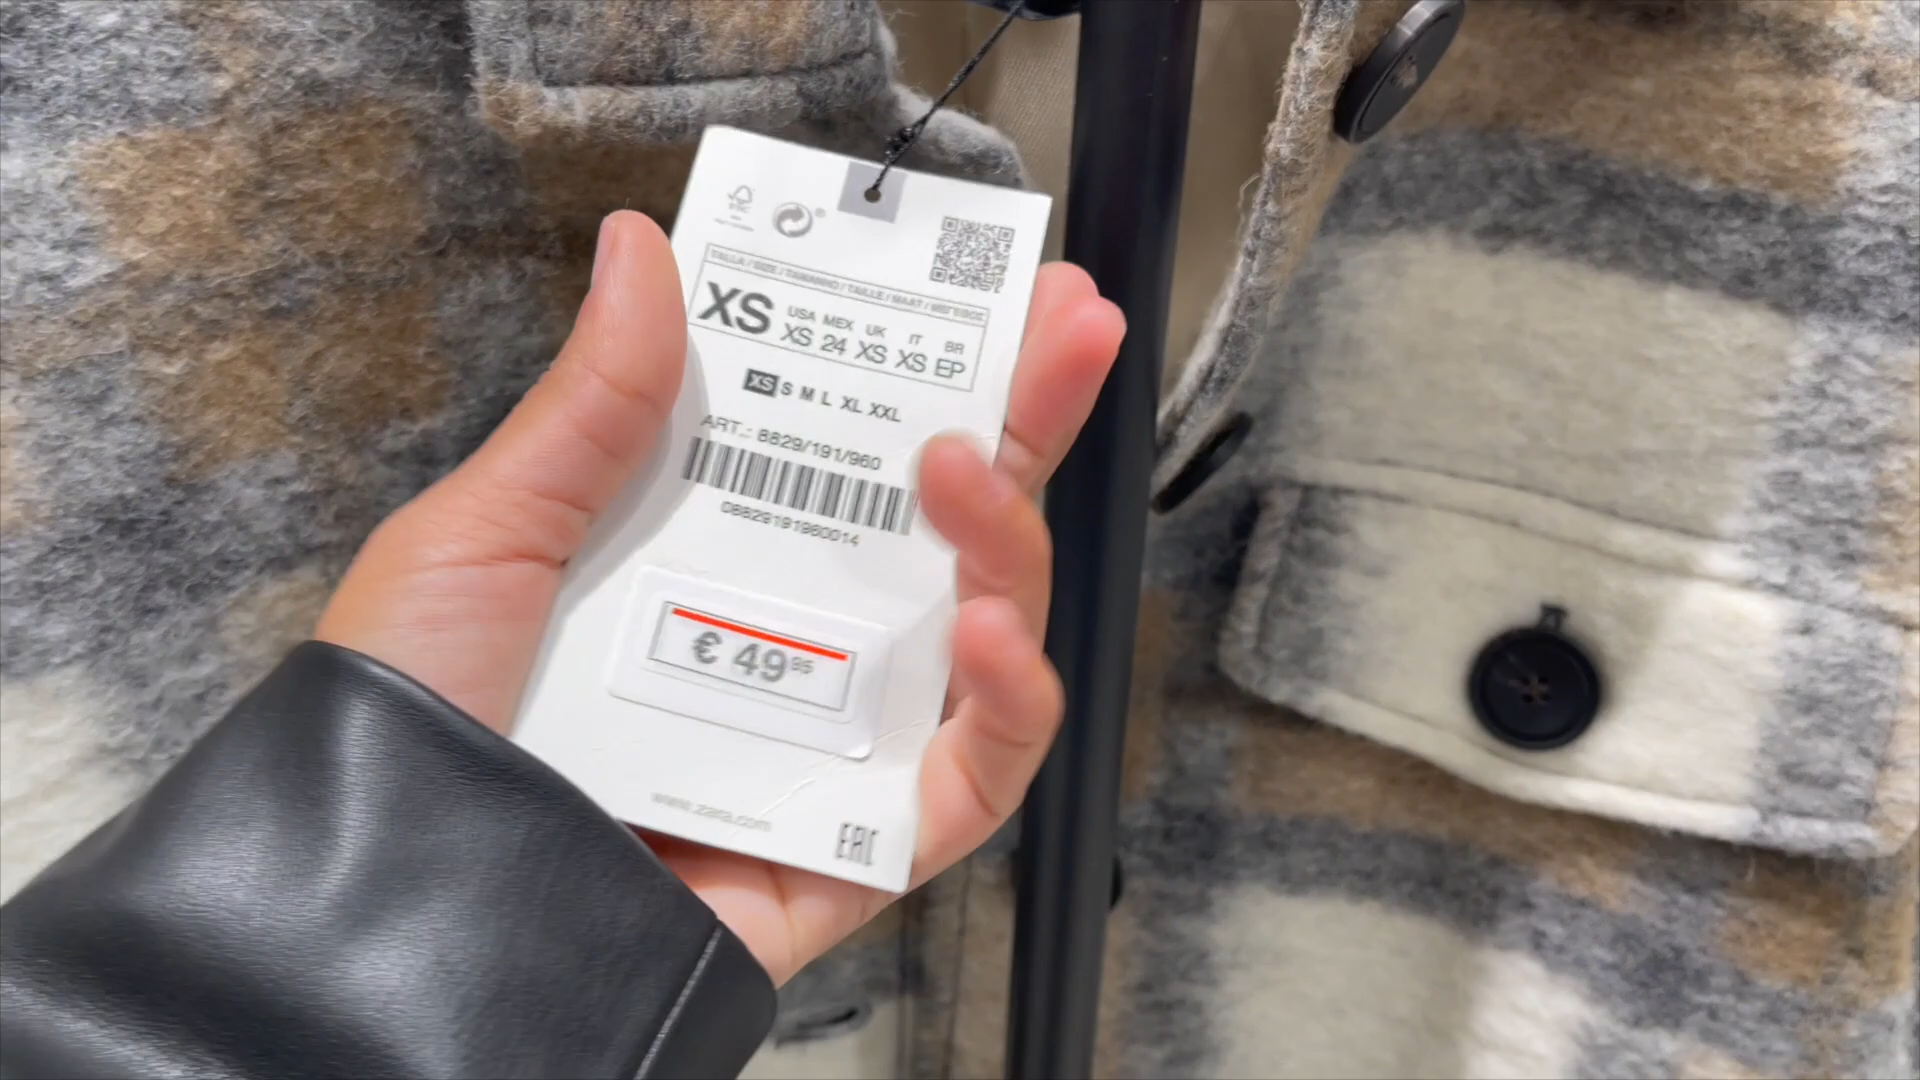 FSC
®
TALLA / SIZE / TAMANHO / TAILLE / MAAT /
XS
USA MEX UK IT BR
XS 24 XS XS EP
XS S M L XL XXL
ART.: 8829/191/960
08829191960014
€ 49 95
www.zara.com
EAC